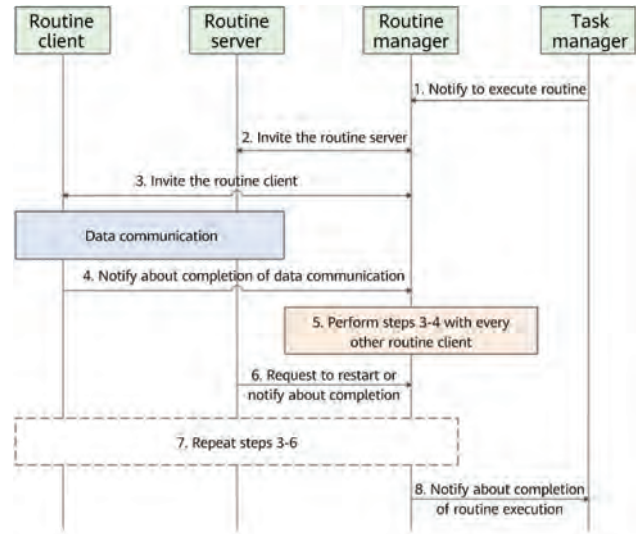 Routine
client
Routine
server
Routine
manager
Task
manager
1. Notify to execute routine
2. Invite the routine server
3. Invite the routine client
Data communication
4. Notify about completion of data communication
5. Perform steps 3-4 with every
other routine client
6. Request to restart or
notify about completion
7. Repeat steps 3-6
8. Notify about completion
of routine execution